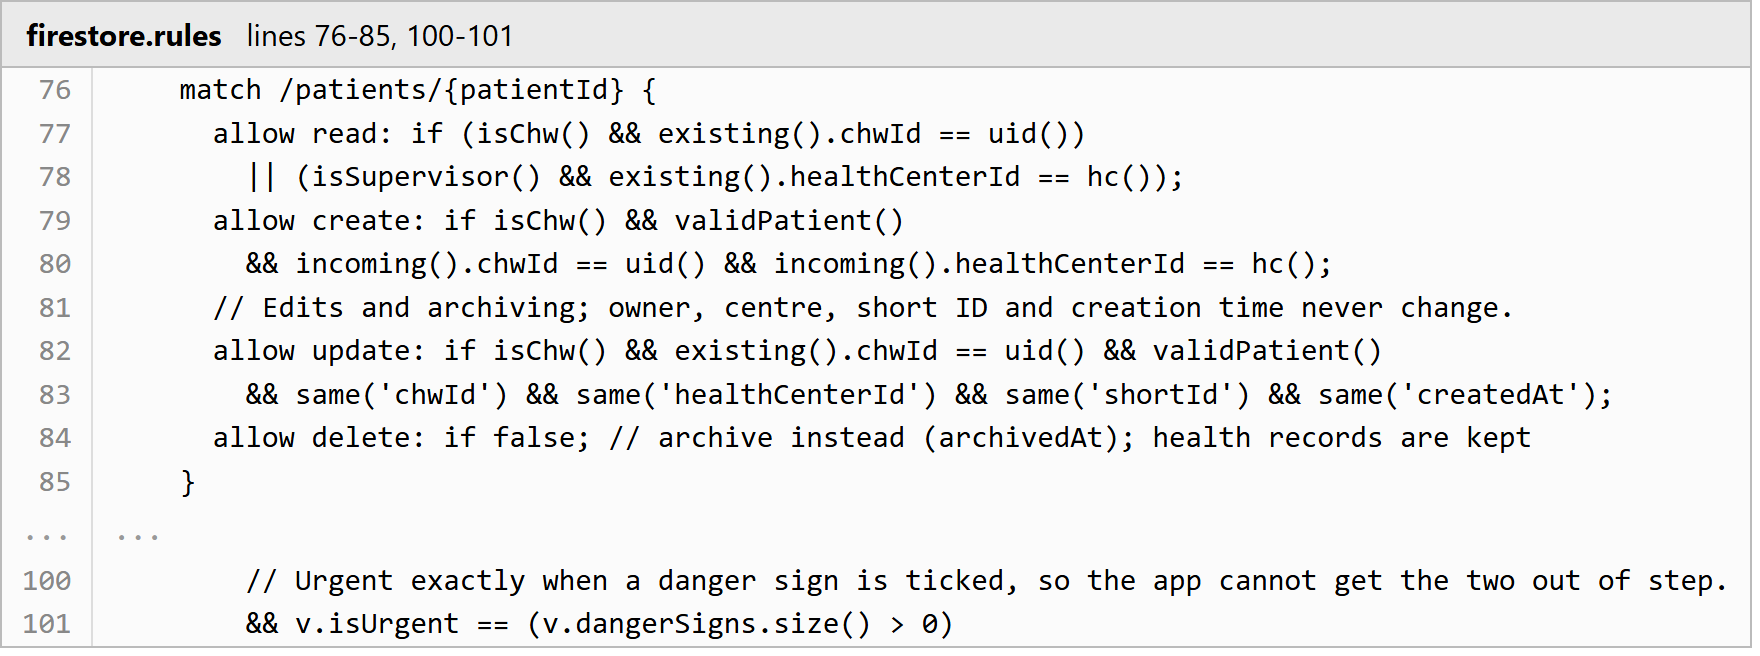 firestore.rules lines 76-85, 100-101
76 match /patients/{patientId} {
77 allow read: if (isChw() && existing().chwId == uid())
78 || (isSupervisor() && existing().healthCenterId == hc());
79 allow create: if isChw() && validPatient()
80 && incoming().chwId == uid() && incoming().healthCenterId == hc();
81 // Edits and archiving; owner, centre, short ID and creation time never change.
82 allow update: if isChw() && existing().chwId == uid() && validPatient()
83 && same('chwId') && same('healthCenterId') && same('shortId') && same('createdAt');
84 allow delete: if false; // archive instead (archivedAt); health records are kept
85 }
... ...
100 // Urgent exactly when a danger sign is ticked, so the app cannot get the two out of step.
101 && v.isUrgent == (v.dangerSigns.size() > 0)